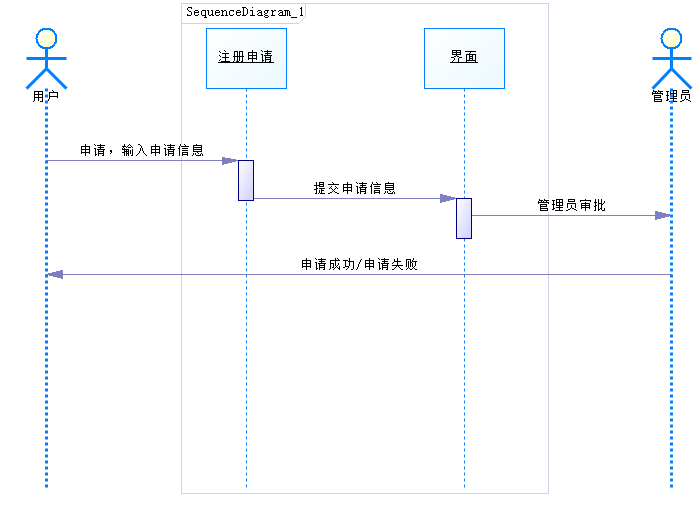 SequenceDiagram_1
注册申请
界面
用户
管理员
申请，输入申请信息
提交申请信息
管理员审批
申请成功/申请失败